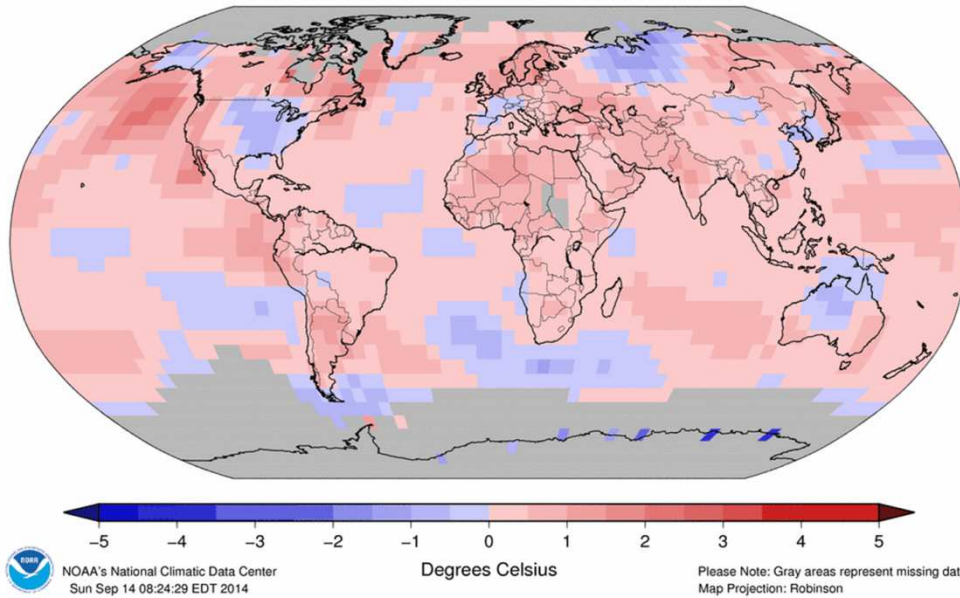 −5 −4 −3 −2 −1 0 1 2 3 4 5
Degrees Celsius
NOAA
NOAA's National Climatic Data Center
Sun Sep 14 08:24:29 EDT 2014
Please Note: Gray areas represent missing dat
Map Projection: Robinson